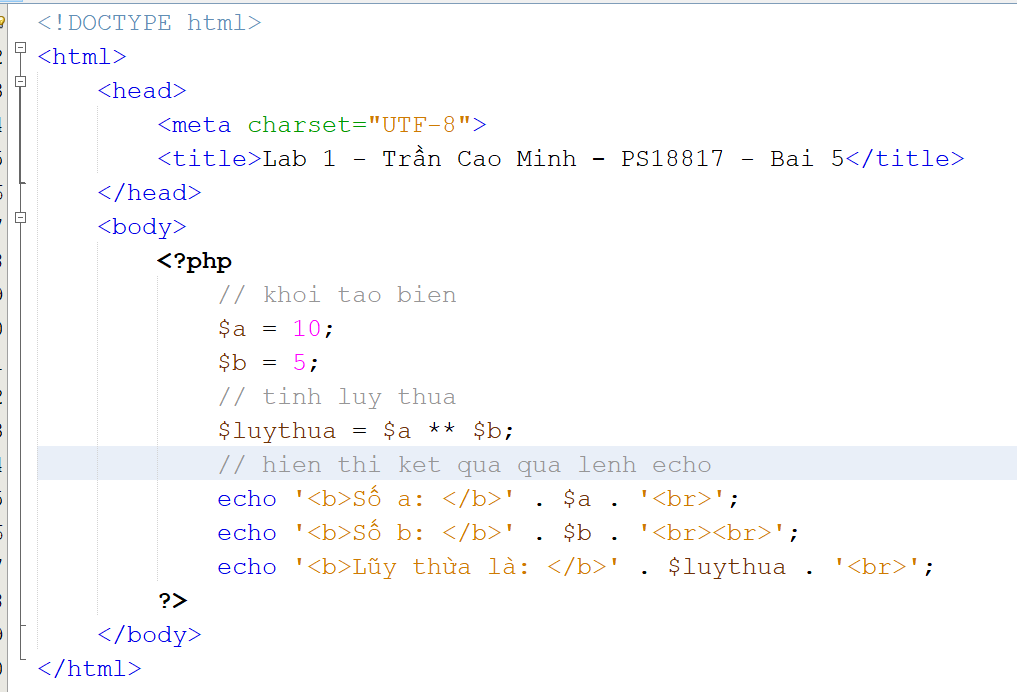 <!DOCTYPE html>
<html>
<head>
<meta charset="UTF-8">
<title>Lab 1 - Trần Cao Minh - PS18817 - Bai 5</title>
</head>
<body>
<?php
// khoi tao bien
$a = 10;
$b = 5;
// tinh luy thua
$luythua = $a ** $b;
// hien thi ket qua qua lenh echo
echo '<b>Số a: </b>' . $a . '<br>';
echo '<b>Số b: </b>' . $b . '<br><br>';
echo '<b>Lũy thừa là: </b>' . $luythua . '<br>';
?>
</body>
</html>